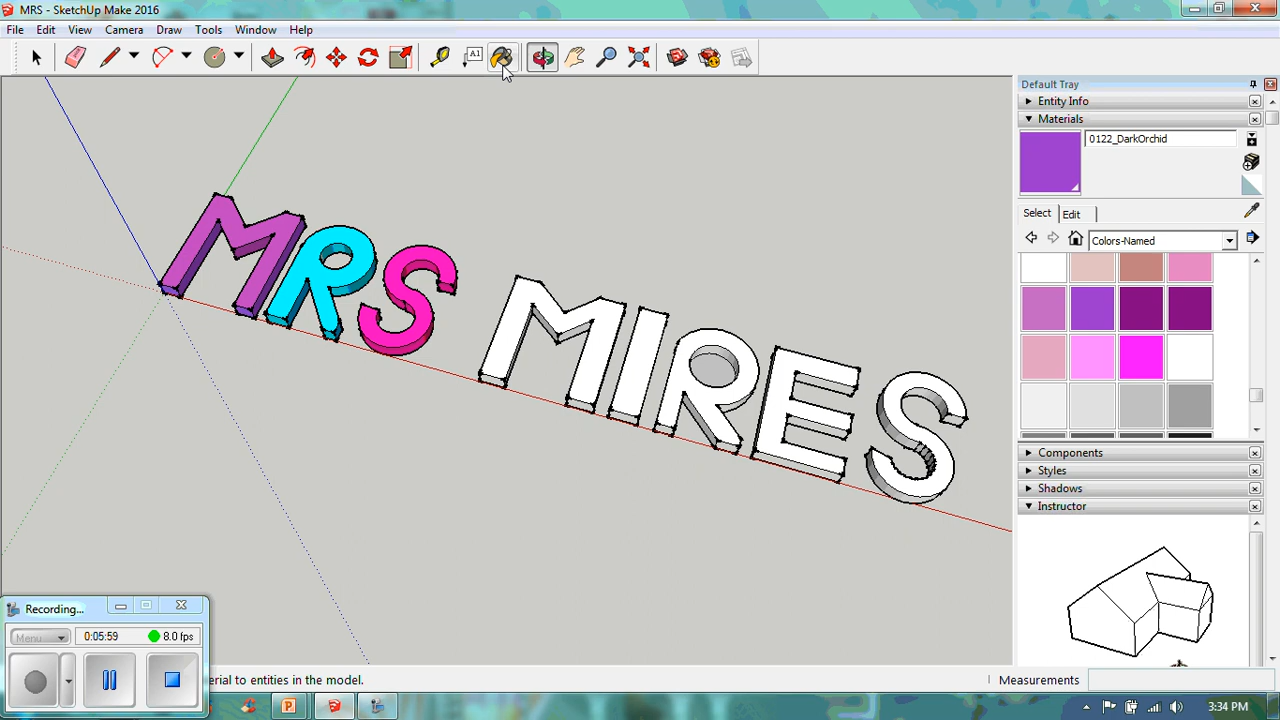 MRS - SketchUp Make 2016
File Edit View Camera Draw Tools Window Help
A1
Default Tray
Entity Info
Materials
0122_DarkOrchid
Select Edit
Colors-Named
MRS MIRES
Components
Styles
Shadows
Instructor
Recording...
Menu 0:05:59 8.0 fps
erial to entities in the model.
Measurements
3:34 PM